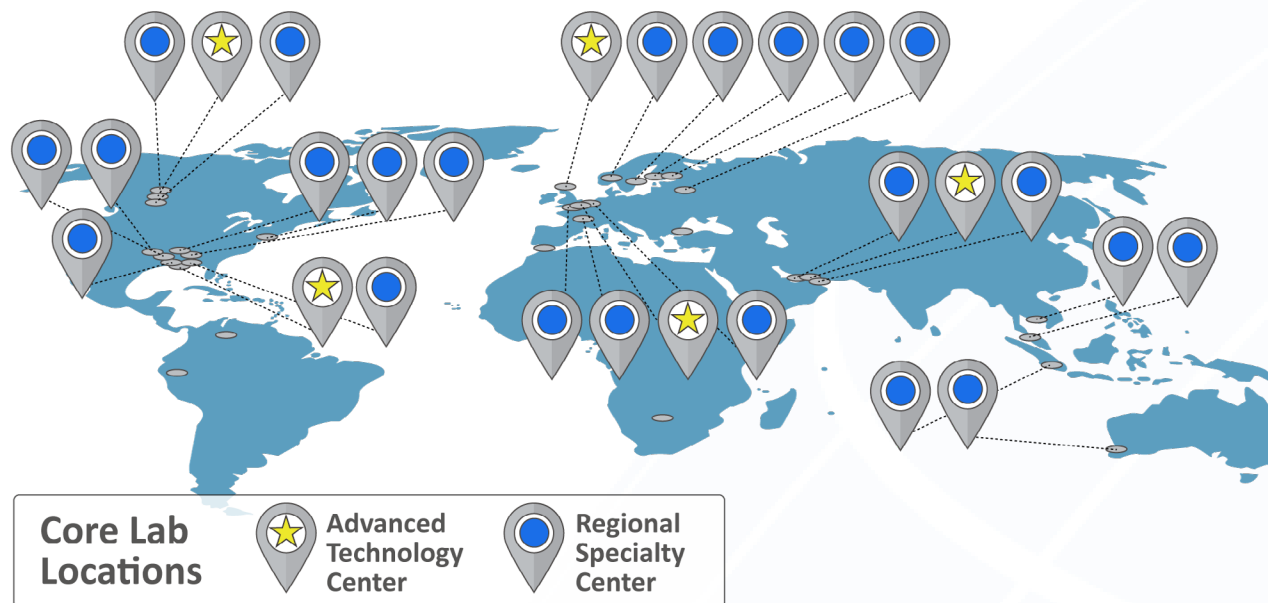 Core Lab
Locations
Advanced
Technology
Center
Regional
Specialty
Center